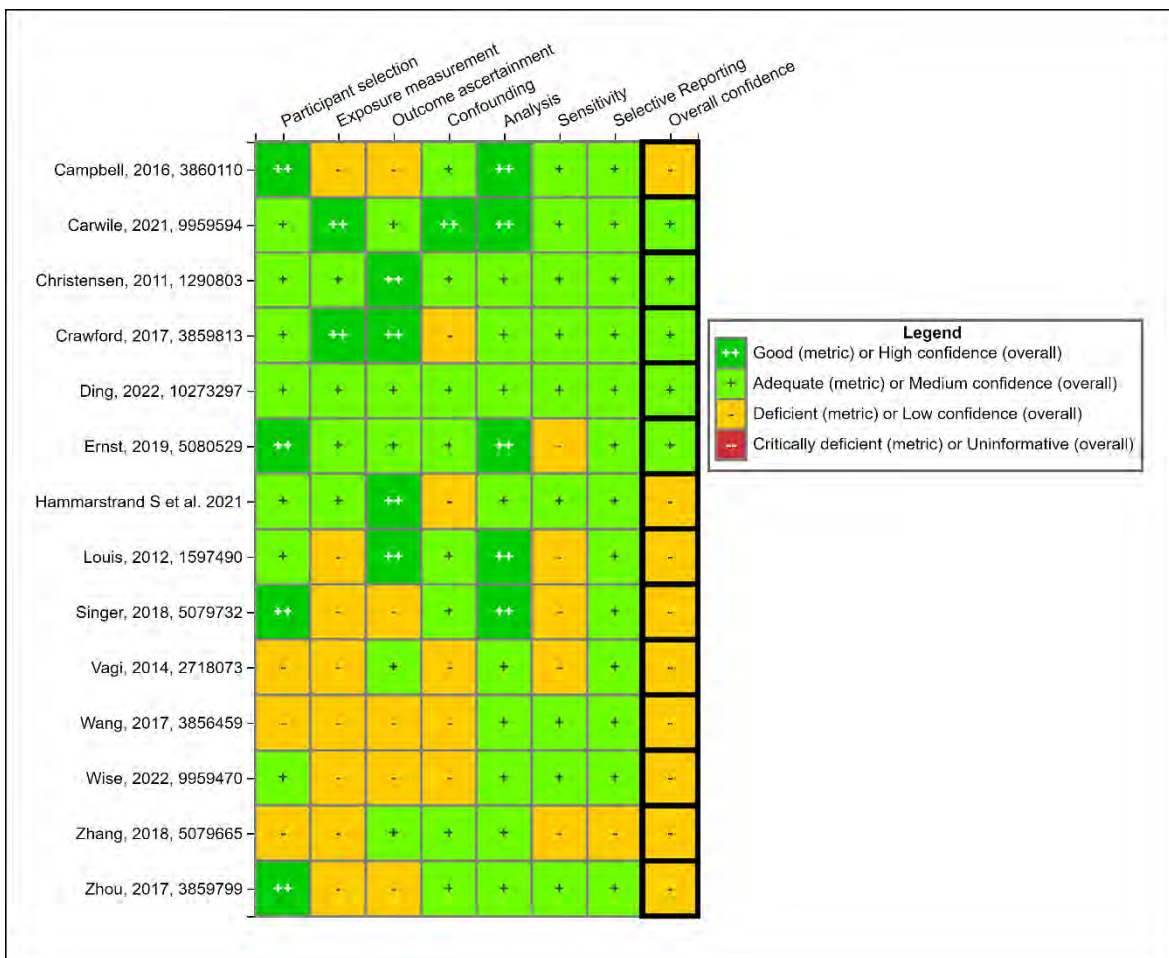 Participant selection
Exposure measurement
Outcome ascertainment
Confounding
Analysis
Sensitivity
Selective Reporting
Overall confidence
Campbell, 2016, 3860110 ++ - - + ++ + + -
Carwile, 2021, 9959594 + ++ + ++ ++ + + +
Christensen, 2011, 1290803 + + ++ + + + + +
Crawford, 2017, 3859813 + ++ ++ - + + + +
Ding, 2022, 10273297 + + + + + + + +
Ernst, 2019, 5080529 ++ + + + ++ - + +
Hammarstrand S et al. 2021 + + ++ - + + + -
Louis, 2012, 1597490 + - ++ + ++ - + -
Singer, 2018, 5079732 ++ - - + ++ - + -
Vagi, 2014, 2718073 - - + - + - + -
Wang, 2017, 3856459 - - - - + + + -
Wise, 2022, 9959470 + - - - + + + -
Zhang, 2018, 5079665 - - + + + - - -
Zhou, 2017, 3859799 ++ - - + + + + -
Legend
++ Good (metric) or High confidence (overall)
+ Adequate (metric) or Medium confidence (overall)
- Deficient (metric) or Low confidence (overall)
-- Critically deficient (metric) or Uninformative (overall)